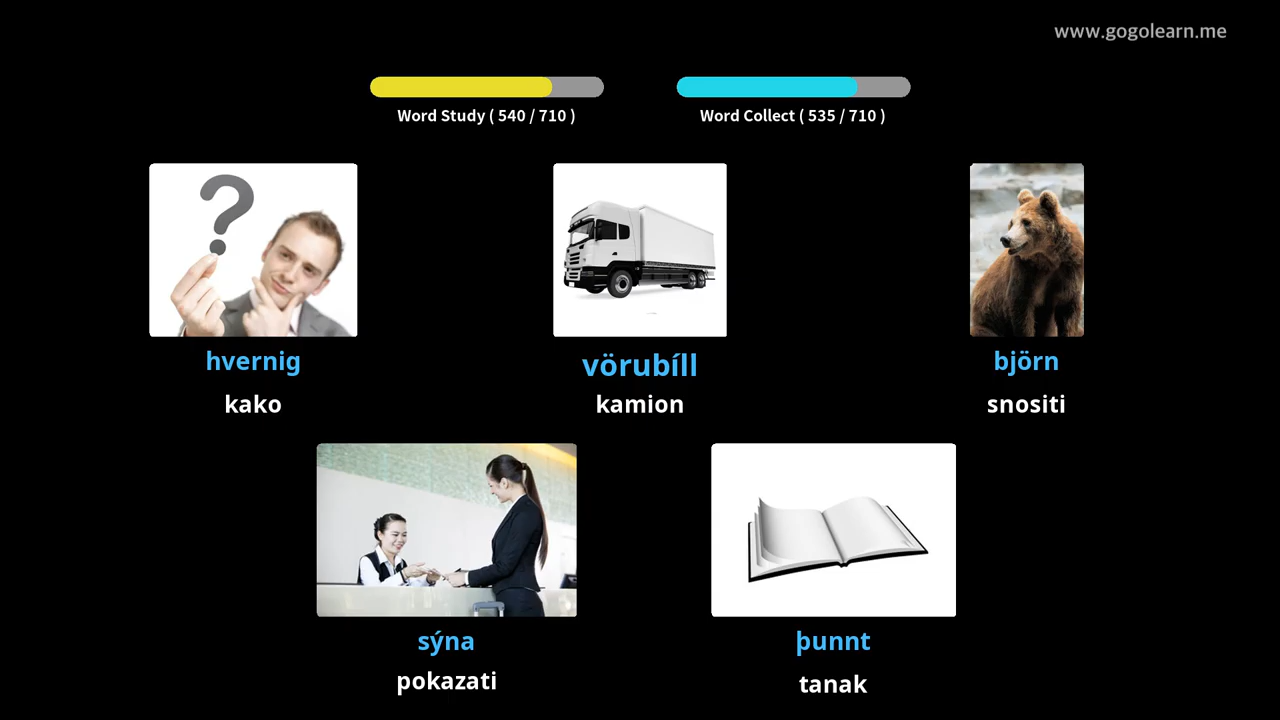 www.gogolearn.me
Word Study ( 540 / 710 )
Word Collect ( 535 / 710 )
hvernig
kako
vörubíll
kamion
björn
snositi
sýna
pokazati
þunnt
tanak